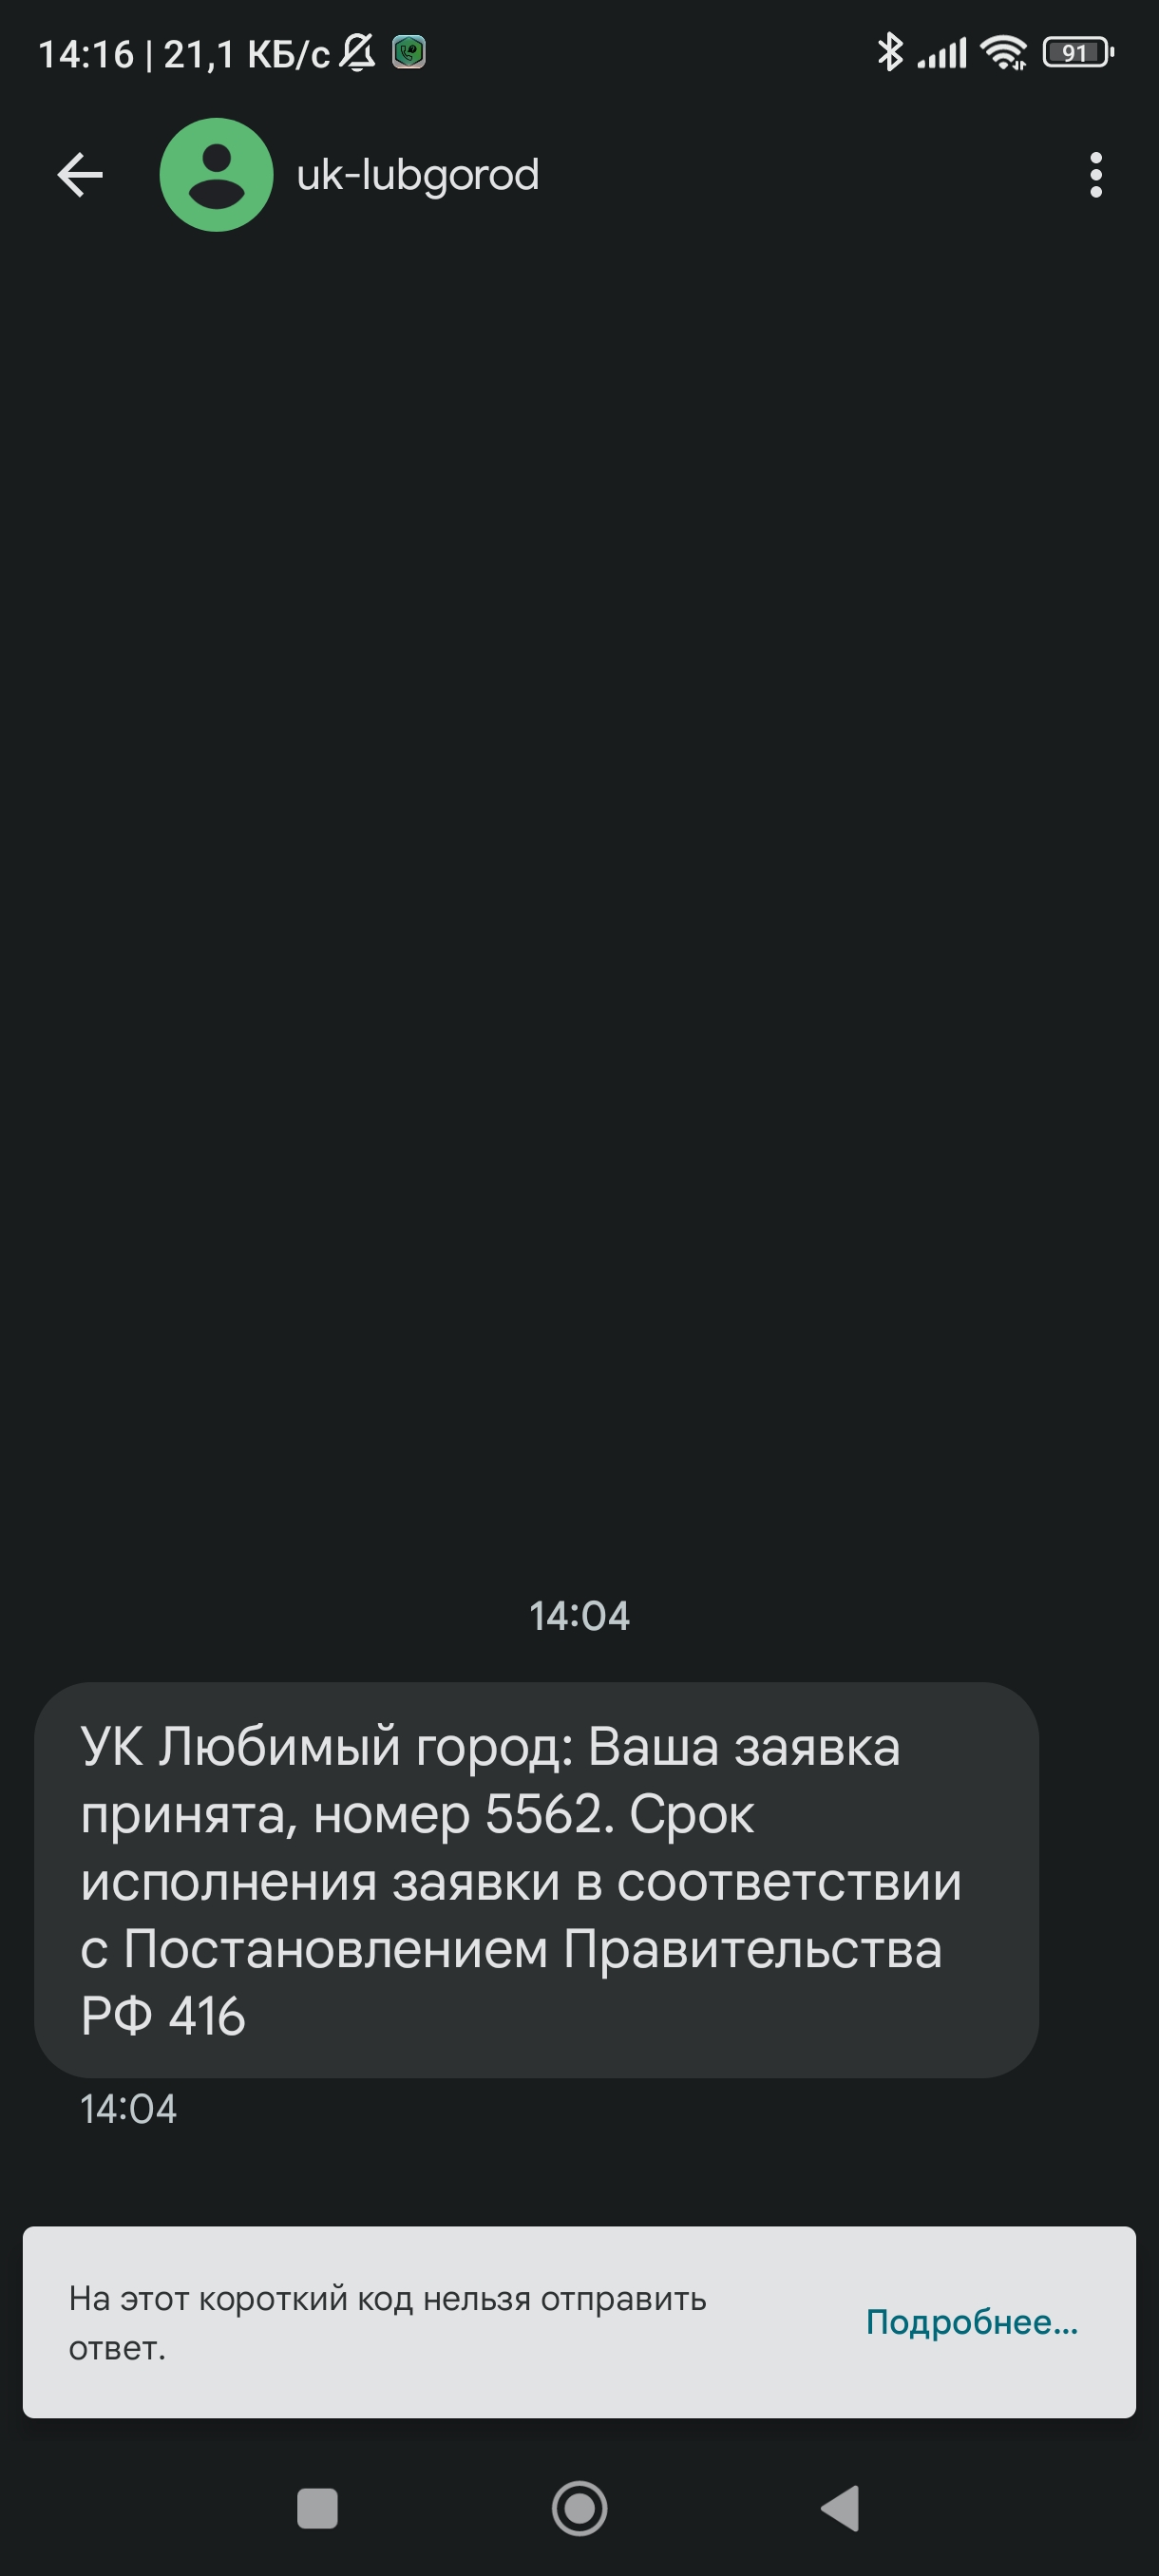 14:16 | 21,1 КБ/с
91
uk-lubgorod
14:04
УК Любимый город: Ваша заявка
принята, номер 5562. Срок
исполнения заявки в соответствии
с Постановлением Правительства
РФ 416
14:04
На этот короткий код нельзя отправить
ответ.
Подробнее...